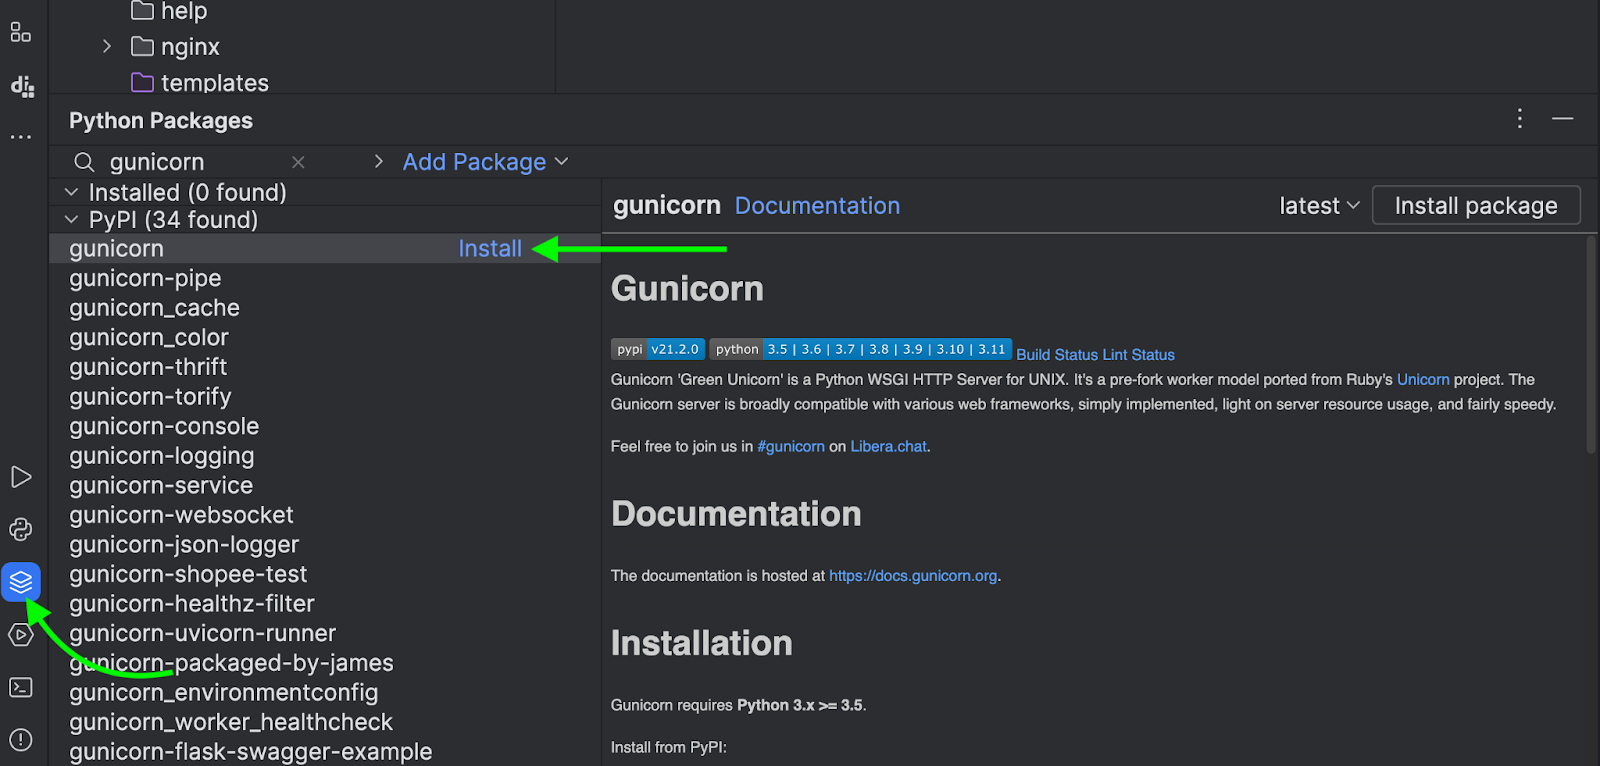 help
nginx
templates
Python Packages
gunicorn
Add Package
Installed (0 found)
PyPI (34 found)
gunicorn Install
gunicorn-pipe
gunicorn_cache
gunicorn_color
gunicorn-thrift
gunicorn-torify
gunicorn-console
gunicorn-logging
gunicorn-service
gunicorn-websocket
gunicorn-json-logger
gunicorn-shopee-test
gunicorn-healthz-filter
gunicorn-uvicorn-runner
gunicorn-packaged-by-james
gunicorn_environmentconfig
gunicorn_worker_healthcheck
gunicorn-flask-swagger-example
gunicorn Documentation latest Install package
Gunicorn
pypi v21.2.0 python 3.5 | 3.6 | 3.7 | 3.8 | 3.9 | 3.10 | 3.11 Build Status Lint Status
Gunicorn 'Green Unicorn' is a Python WSGI HTTP Server for UNIX. It's a pre-fork worker model ported from Ruby's Unicorn project. The
Gunicorn server is broadly compatible with various web frameworks, simply implemented, light on server resource usage, and fairly speedy.
Feel free to join us in #gunicorn on Libera.chat.
Documentation
The documentation is hosted at https://docs.gunicorn.org.
Installation
Gunicorn requires Python 3.x >= 3.5.
Install from PyPI: